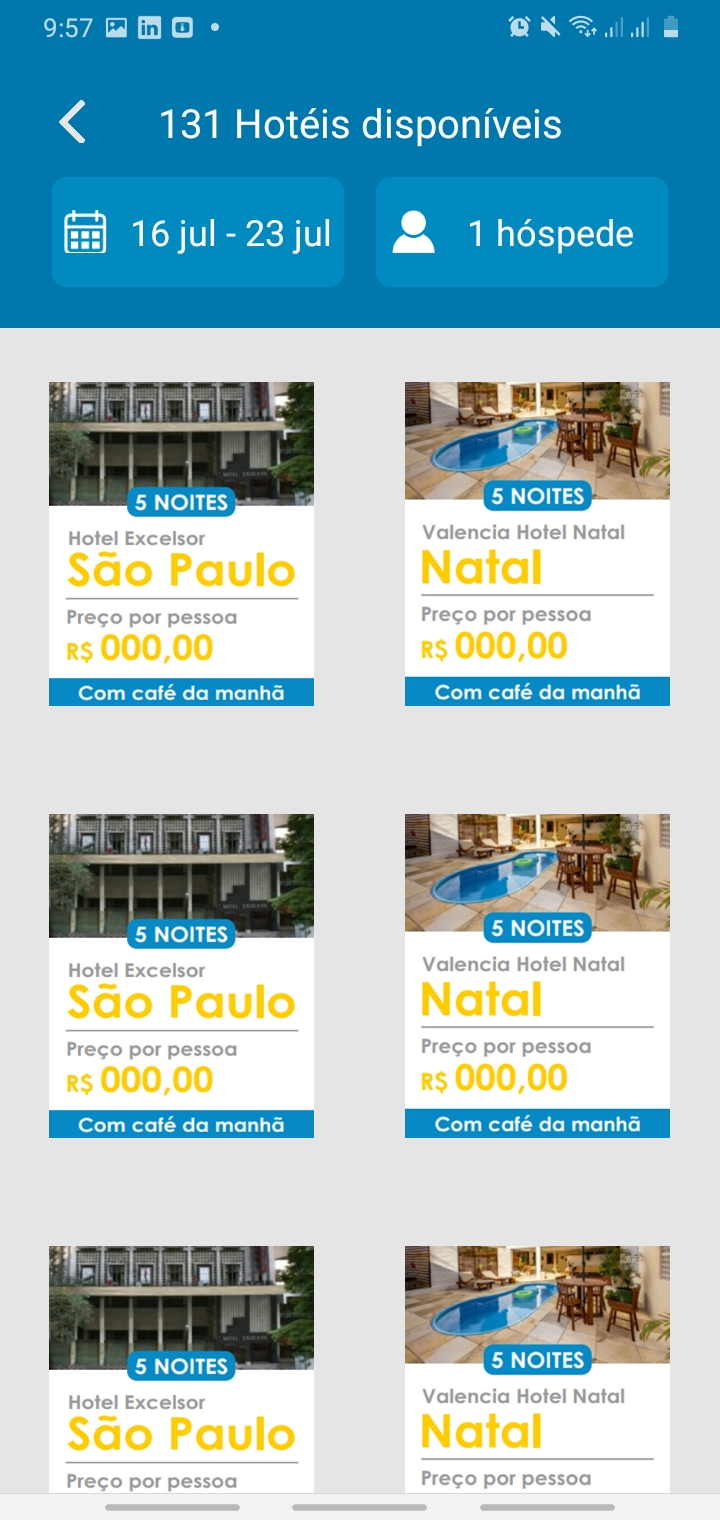 9:57
131 Hotéis disponíveis
16 jul - 23 jul
1 hóspede
5 NOITES
Hotel Excelsor
São Paulo
Preço por pessoa
R$ 000,00
Com café da manhã
5 NOITES
Valencia Hotel Natal
Natal
Preço por pessoa
R$ 000,00
Com café da manhã
5 NOITES
Hotel Excelsor
São Paulo
Preço por pessoa
R$ 000,00
Com café da manhã
5 NOITES
Valencia Hotel Natal
Natal
Preço por pessoa
R$ 000,00
Com café da manhã
5 NOITES
Hotel Excelsor
São Paulo
Preço por pessoa
5 NOITES
Valencia Hotel Natal
Natal
Preço por pessoa